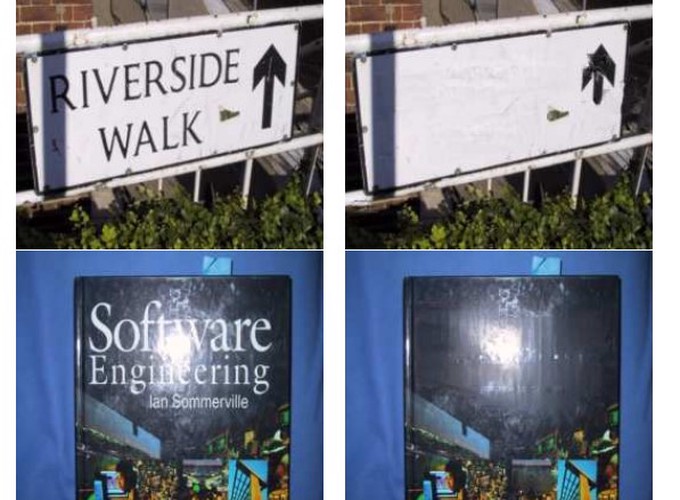 RIVERSIDE
WALK
Software
Engineering
Ian Sommerville